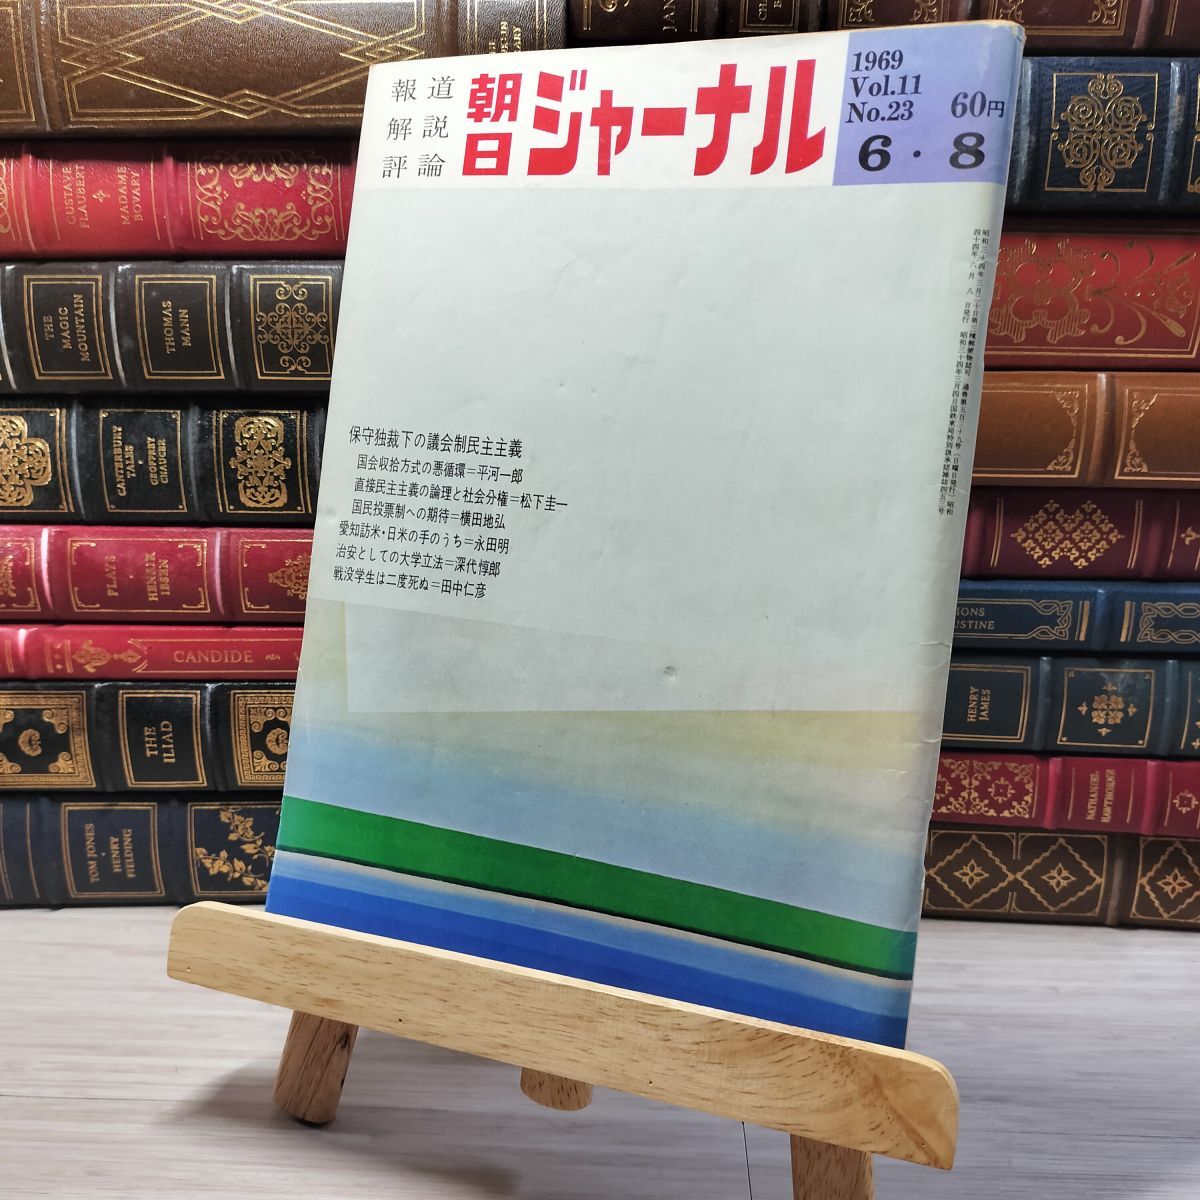 報道
解説
評論
朝日ジャーナル
1969
Vol.11
No.23
60円
6・8
保守独裁下の議会制民主主義
国会収拾方式の悪循環=平河一郎
直接民主主義の論理と社会分権=松下圭一
国民投票制への期待=横田地弘
愛知訪米・日米の手のうち=永田明
治安としての大学立法=深代惇郎
戦没学生は二度死ぬ=田中仁彦
GUSTAVE
FLAUBERT
MADAME
BOVARY
THE
MAGIC
MOUNTAIN
THOMAS
MANN
CANTERBURY
TALES
GEOFFREY
CHAUCER
PLAYS
HENRIK
IBSEN
CANDIDE
THE
ILIAD
TOM JONES
HENRY
FIELDING
HENRY
JAMES
NATHANIEL
HAWTHORNE